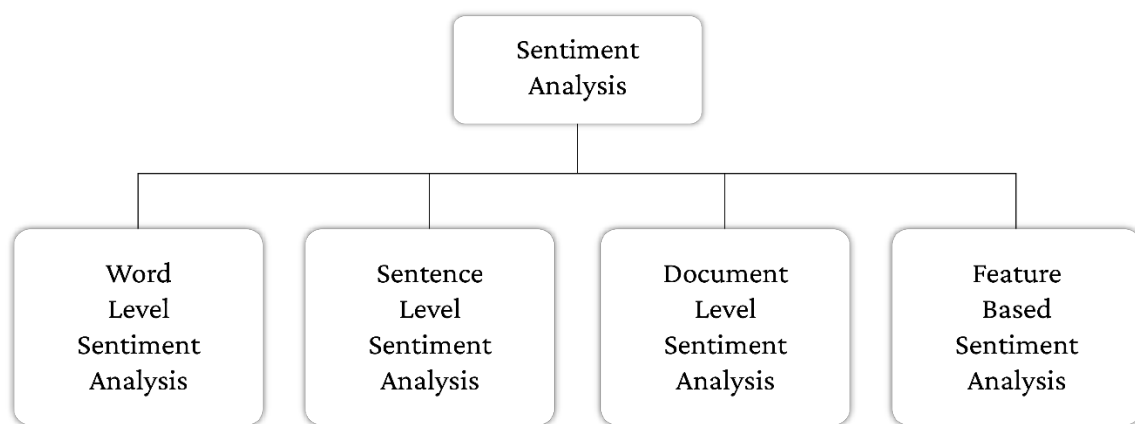 Sentiment
Analysis
Word
Level
Sentiment
Analysis
Sentence
Level
Sentiment
Analysis
Document
Level
Sentiment
Analysis
Feature
Based
Sentiment
Analysis